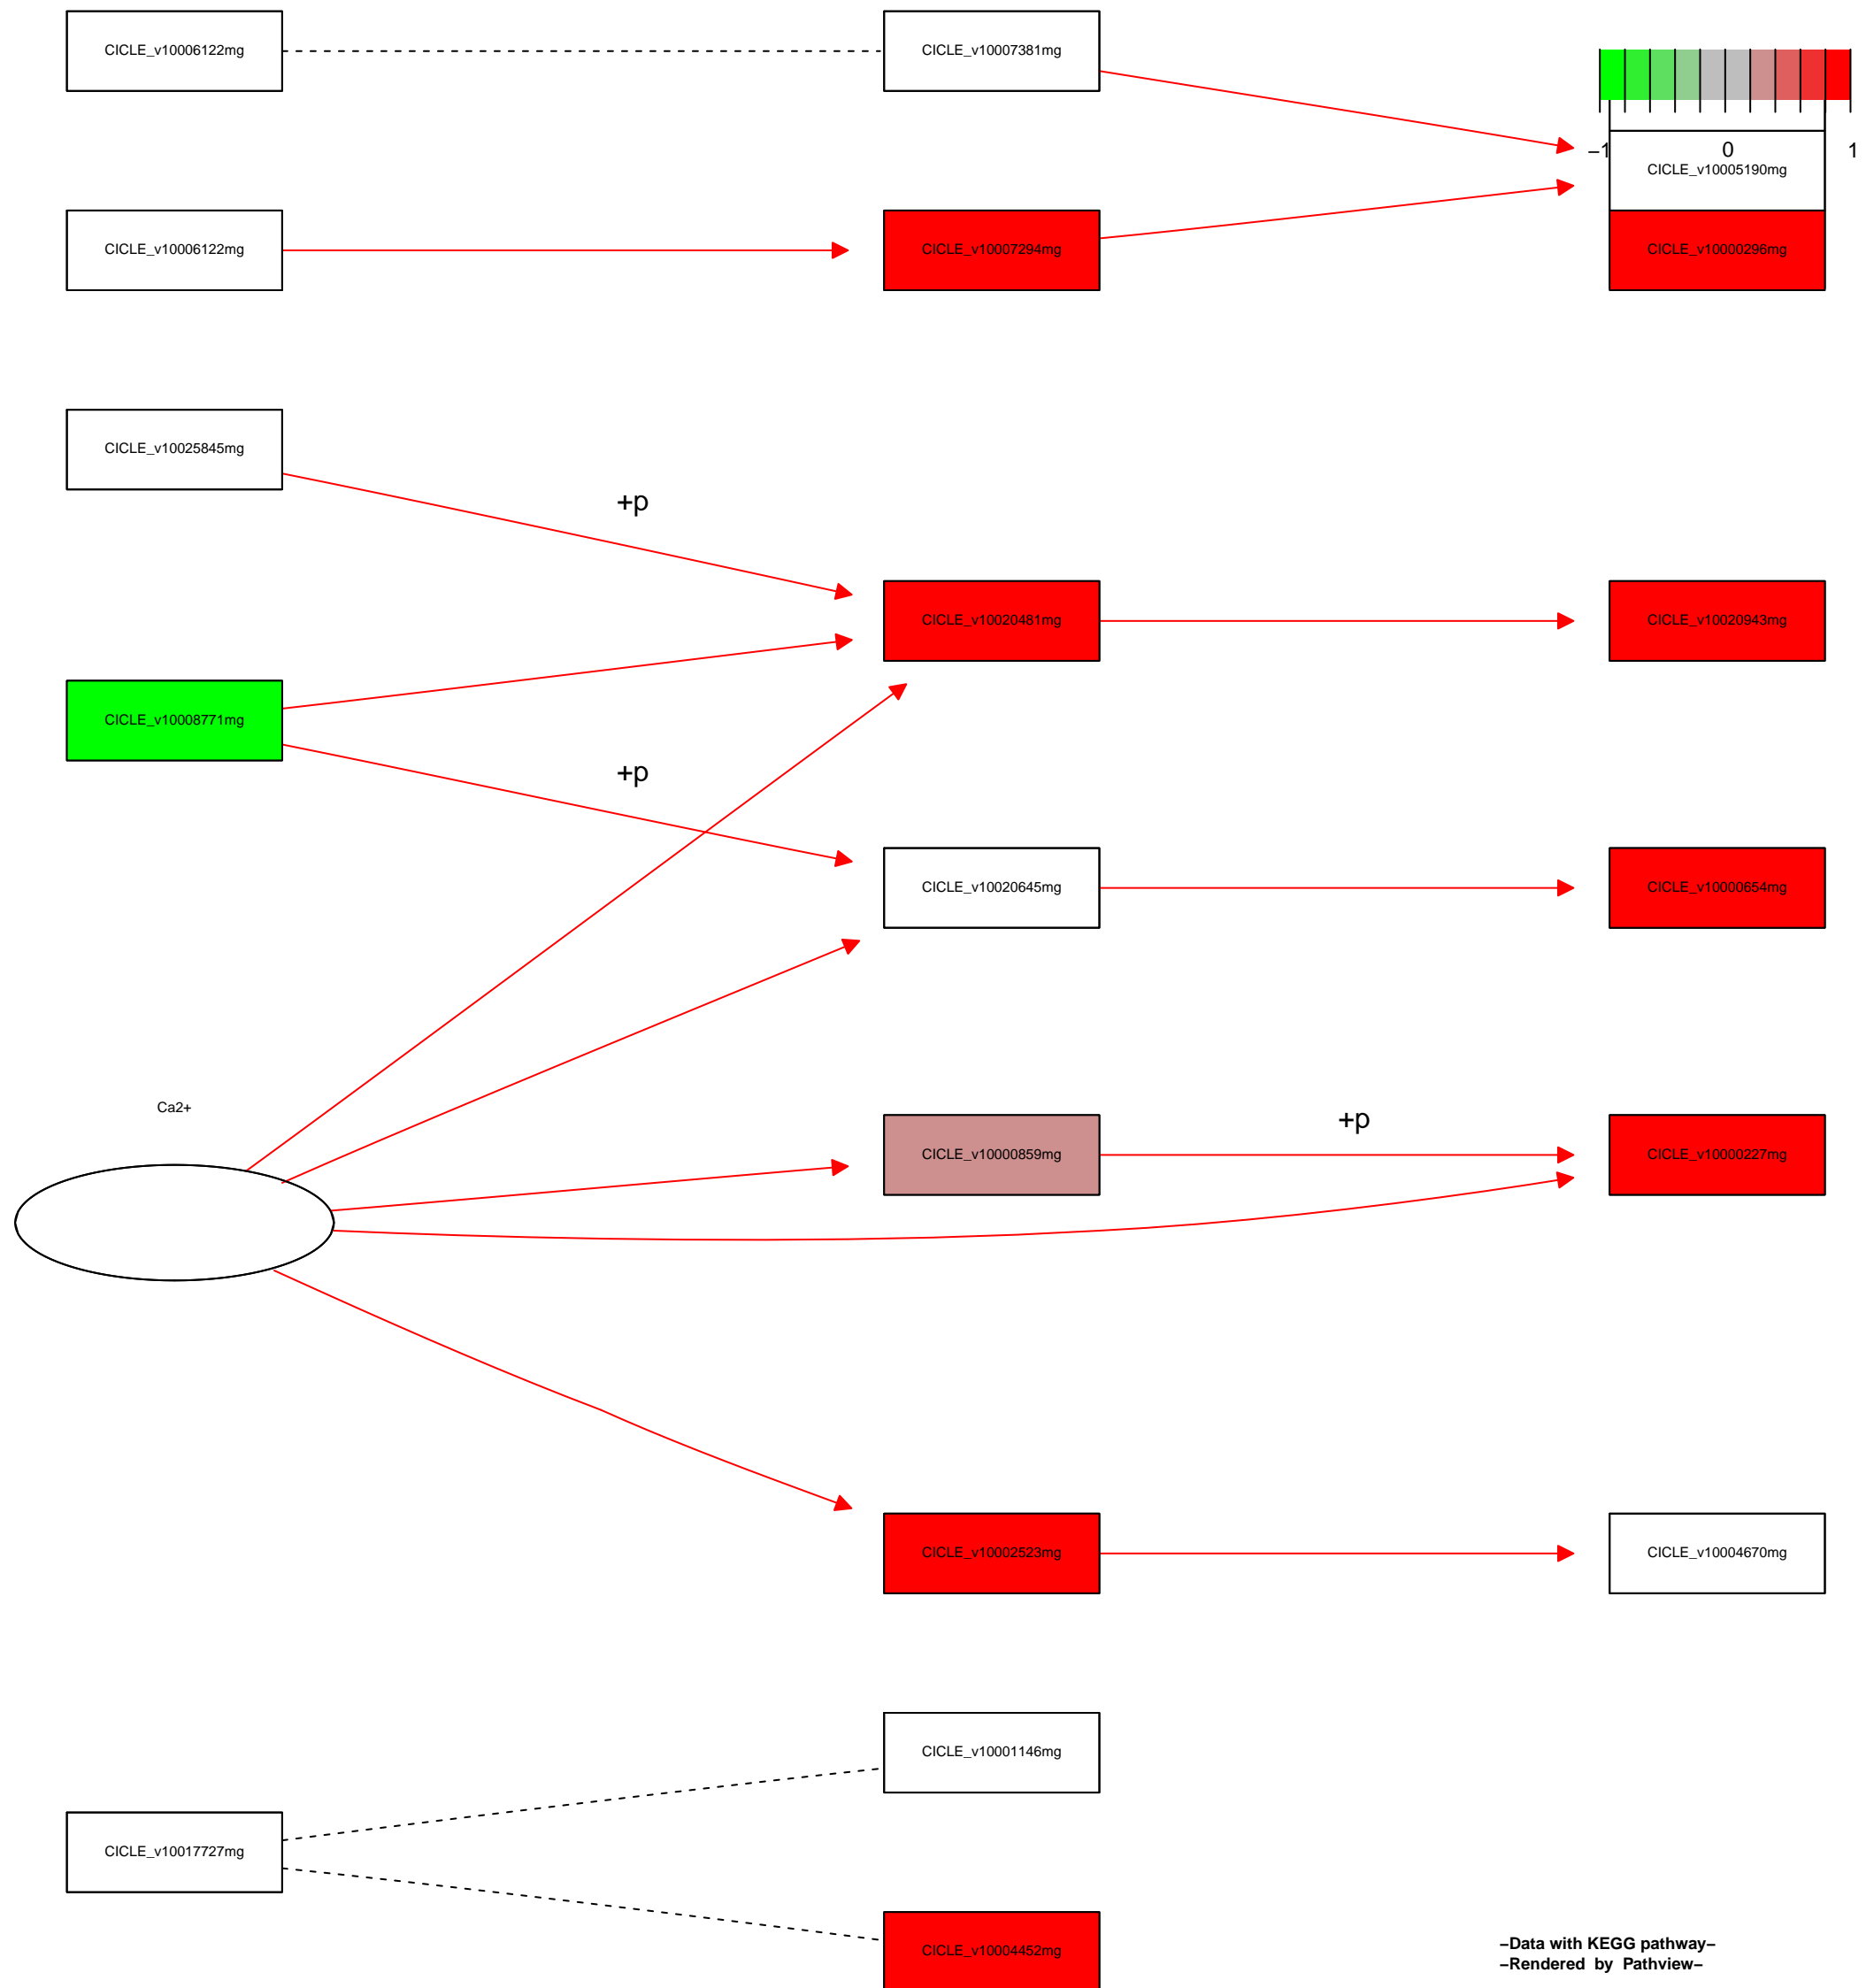 CICLE_v10006122mg
CICLE_v10007381mg
−1
0
1
CICLE_v10005190mg
CICLE_v10006122mg
CICLE_v10007294mg
CICLE_v10000296mg
CICLE_v10025845mg
+p
CICLE_v10020481mg
CICLE_v10020943mg
CICLE_v10008771mg
+p
CICLE_v10020645mg
CICLE_v10000654mg
Ca2+
+p
CICLE_v10000859mg
CICLE_v10000227mg
CICLE_v10002523mg
CICLE_v10004670mg
CICLE_v10001146mg
CICLE_v10017727mg
CICLE_v10004452mg
−Data with KEGG pathway−
−Rendered by Pathview−